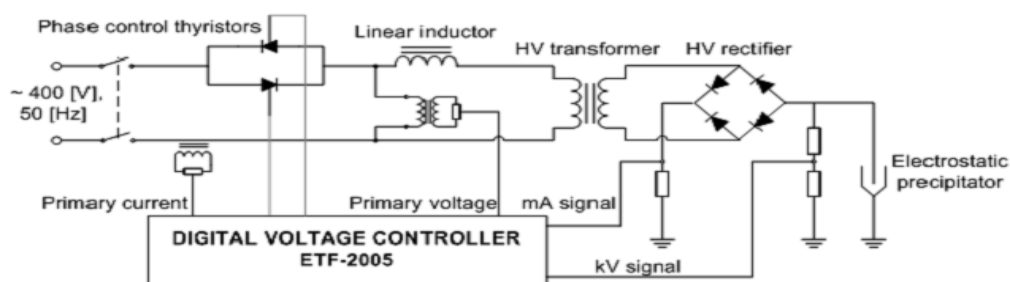 Phase control thyristors
Linear inductor
HV transformer
HV rectifier
~ 400 [V],
50 [Hz]
Electrostatic
precipitator
Primary current
Primary voltage
mA signal
DIGITAL VOLTAGE CONTROLLER
ETF-2005
kV signal